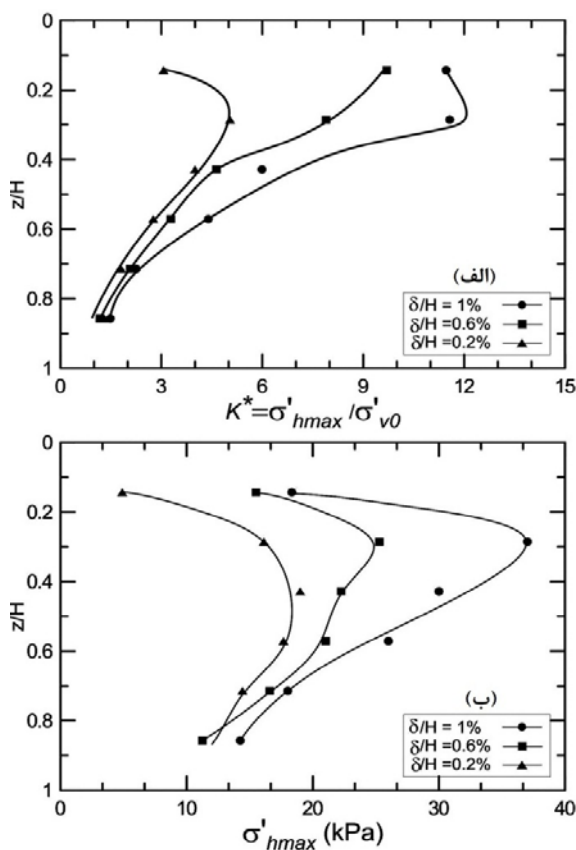 0
0.2
0.4
0.6
0.8
1
z/H
(الف)
δ/H = 1%
δ/H =0.6%
δ/H =0.2%
0 3 6 9 12 15
K*=σ'hmax /σ'v0
0
0.2
0.4
0.6
0.8
1
z/H
(ب)
δ/H = 1%
δ/H =0.6%
δ/H =0.2%
0 10 20 30 40
σ'hmax (kPa)